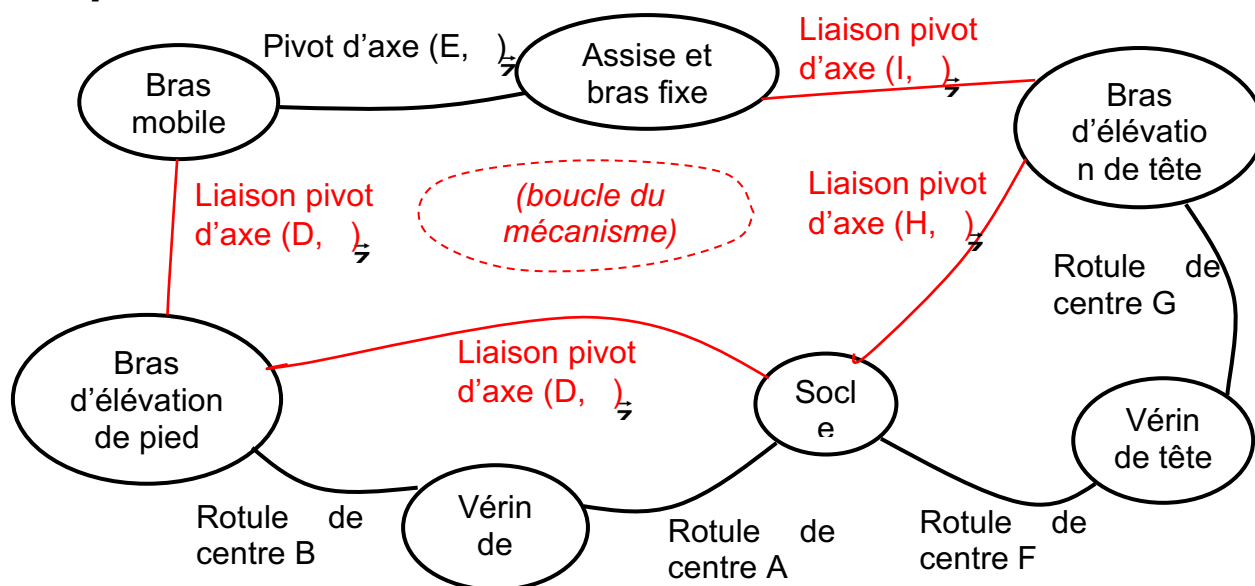 Pivot d'axe (E, z)
Assise et
bras fixe
Liaison pivot
d'axe (I, z)
Bras
mobile
Bras
d'élévatio
n de tête
Liaison pivot
d'axe (D, z)
(boucle du
mécanisme)
Liaison pivot
d'axe (H, z)
Rotule de
centre G
Bras
d'élévation
de pied
Liaison pivot
d'axe (D, z)
Socl
e
Vérin
de tête
Rotule de
centre B
Vérin
de
Rotule de
centre A
Rotule de
centre F